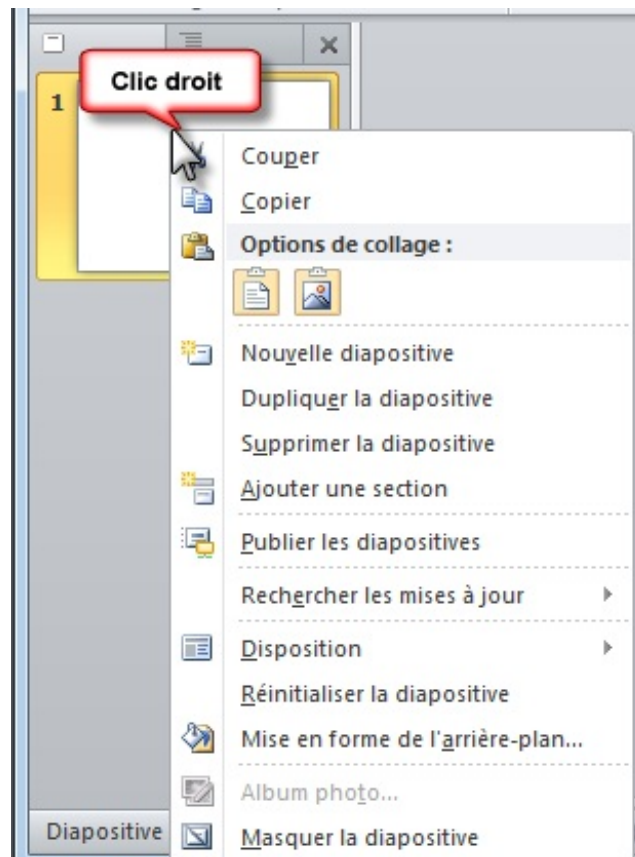 Clic droit
1
Couper
Copier
Options de collage :
Nouvelle diapositive
Dupliquer la diapositive
Supprimer la diapositive
Ajouter une section
Publier les diapositives
Rechercher les mises à jour
Disposition
Réinitialiser la diapositive
Mise en forme de l'arrière-plan...
Album photo...
Masquer la diapositive
Diapositive